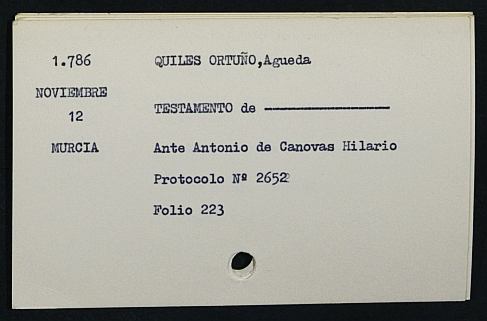 1.786 QUILES ORTUÑO,Agueda
NOVIEMBRE
12 TESTAMENTO de ————————
MURCIA Ante Antonio de Canovas Hilario
Protocolo Nº 2652
Folio 223